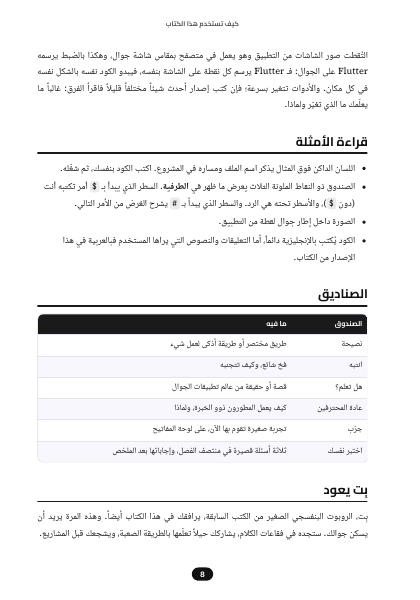 كيف تستخدم هذا الكتاب
التُقطت صور الشاشات من التطبيق وهو يعمل في متصفح بمقاس شاشة جوال، وهكذا بالضبط يرسمه
Flutter على الجوال: فـ Flutter يرسم كل نقطة على الشاشة بنفسه، فيبدو الكود نفسه بالشكل نفسه
في كل مكان. والأدوات تتغير بسرعة؛ فإن كتب إصدار أحدث شيئاً مختلفاً قليلاً فاقرأ الفرق: غالباً ما
يعلّمك ما الذي تغيّر ولماذا.
قراءة الأمثلة
• اللسان الداكن فوق المثال يذكر اسم الملف ومساره في المشروع. اكتب الكود بنفسك، ثم شغّله.
• الصندوق ذو النقاط الملونة الثلاث يعرض ما ظهر في الطرفية. السطر الذي يبدأ بـ $ أمر تكتبه أنت
(دون $)، والأسطر تحته هي الرد. والسطر الذي يبدأ بـ # يشرح الغرض من الأمر التالي.
• الصورة داخل إطار جوال لقطة من التطبيق.
• الكود يُكتب بالإنجليزية دائماً، أما التعليقات والنصوص التي يراها المستخدم فبالعربية في هذا
الإصدار من الكتاب.
الصناديق
الصندوق ما فيه
نصيحة طريق مختصر أو طريقة أذكى لعمل شيء
انتبه فخ شائع، وكيف تتجنبه
هل تعلم؟ قصة أو حقيقة من عالم تطبيقات الجوال
عادة المحترفين كيف يعمل المطورون ذوو الخبرة، ولماذا
جرّب تجربة صغيرة تقوم بها الآن، على لوحة المفاتيح
اختبر نفسك ثلاثة أسئلة قصيرة في منتصف الفصل، وإجاباتها بعد الملخص
بِت يعود
بِت، الروبوت البنفسجي الصغير من الكتب السابقة، يرافقك في هذا الكتاب أيضاً. وهذه المرة يريد أن
يسكن جوالك. ستجده في فقاعات الكلام، يشاركك حيلاً تعلّمها بالطريقة الصعبة، ويشجعك قبل المشاريع.
8